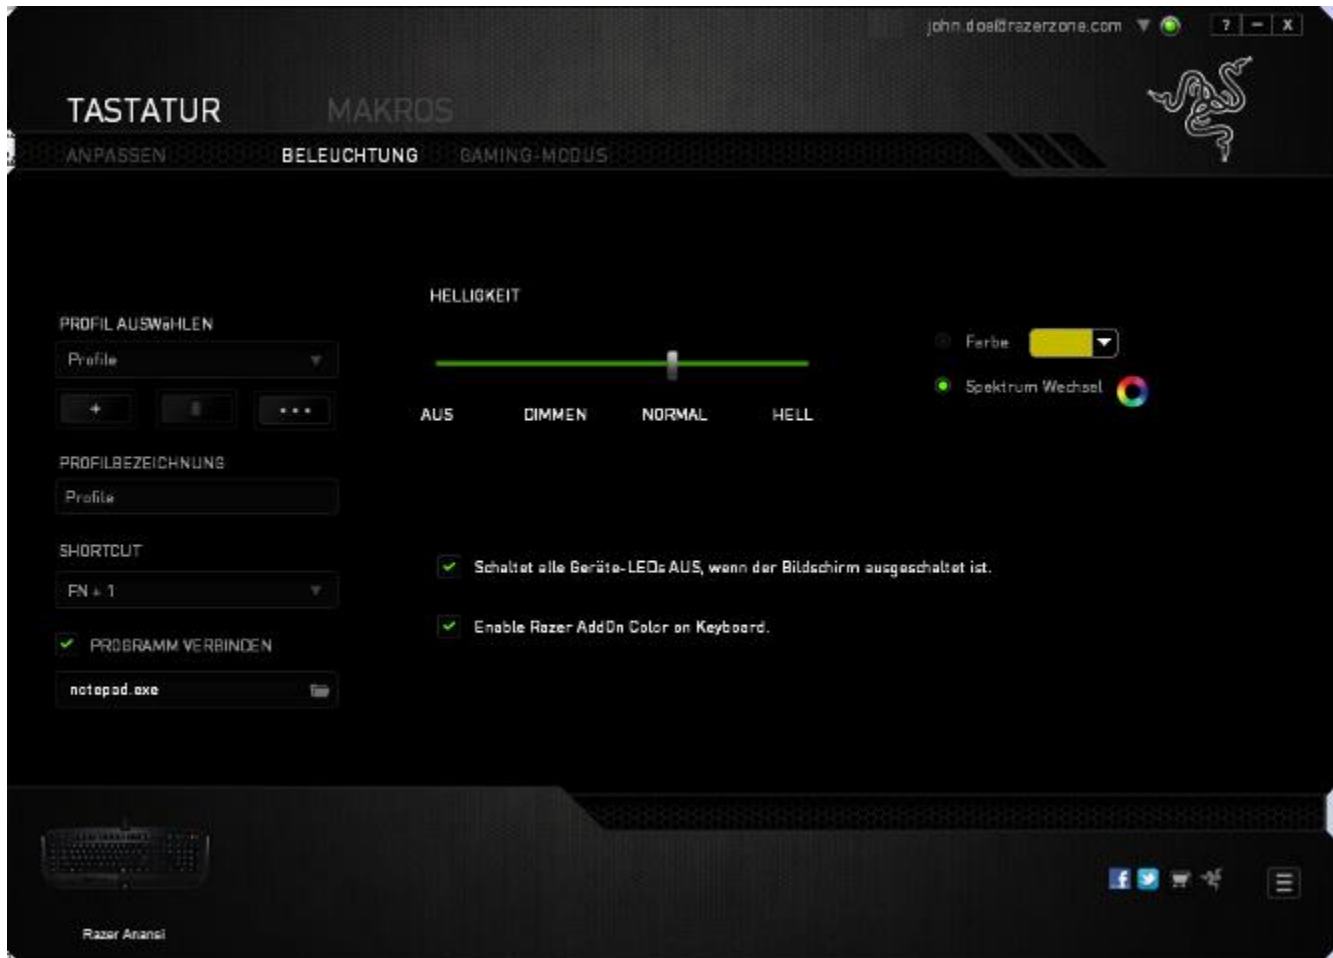 john.doe@razerzone.com
? – X
TASTATUR
MAKROS
ANPASSEN
BELEUCHTUNG
GAMING-MODUS
PROFIL AUSWäHLEN
Profile
+
...
PROFILBEZEICHNUNG
Profile
SHORTCUT
FN + 1
PROGRAMM VERBINDEN
notepad.exe
HELLIGKEIT
AUS
DIMMEN
NORMAL
HELL
Farbe
Spektrum Wechsel
Schaltet alle Geräte-LEDs AUS, wenn der Bildschirm ausgeschaltet ist.
Enable Razer AddOn Color on Keyboard.
Razer Anansi
f